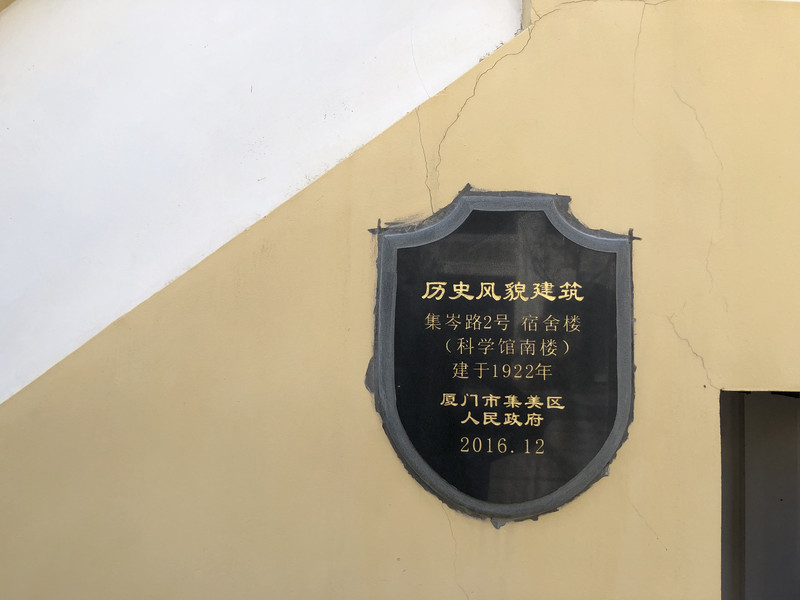 历史风貌建筑
集岑路2号 宿舍楼
（科学馆南楼）
建于1922年
厦门市集美区
人民政府
2016.12